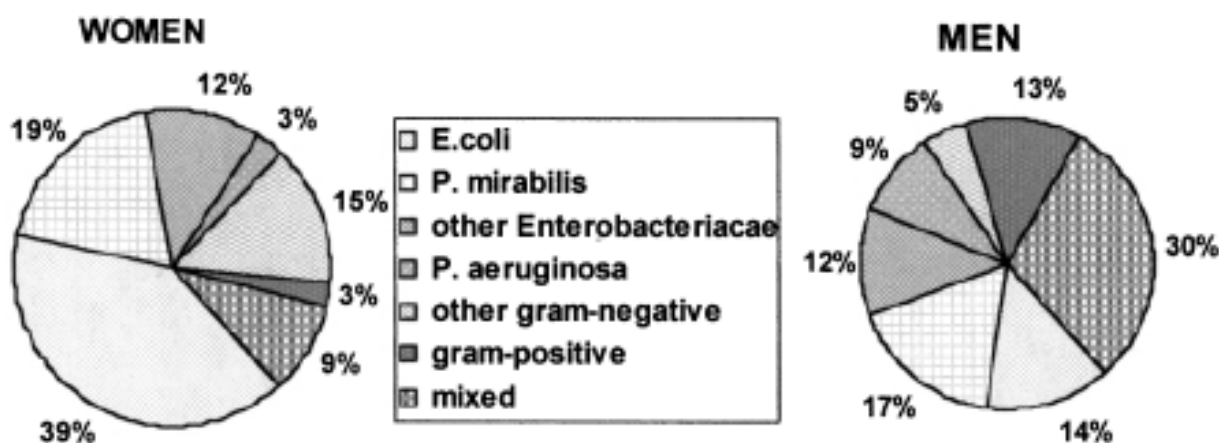 WOMEN
12%
3%
19%
15%
3%
9%
39%
E.coli
P. mirabilis
other Enterobacteriacae
P. aeruginosa
other gram-negative
gram-positive
mixed
MEN
13%
5%
9%
30%
12%
17%
14%